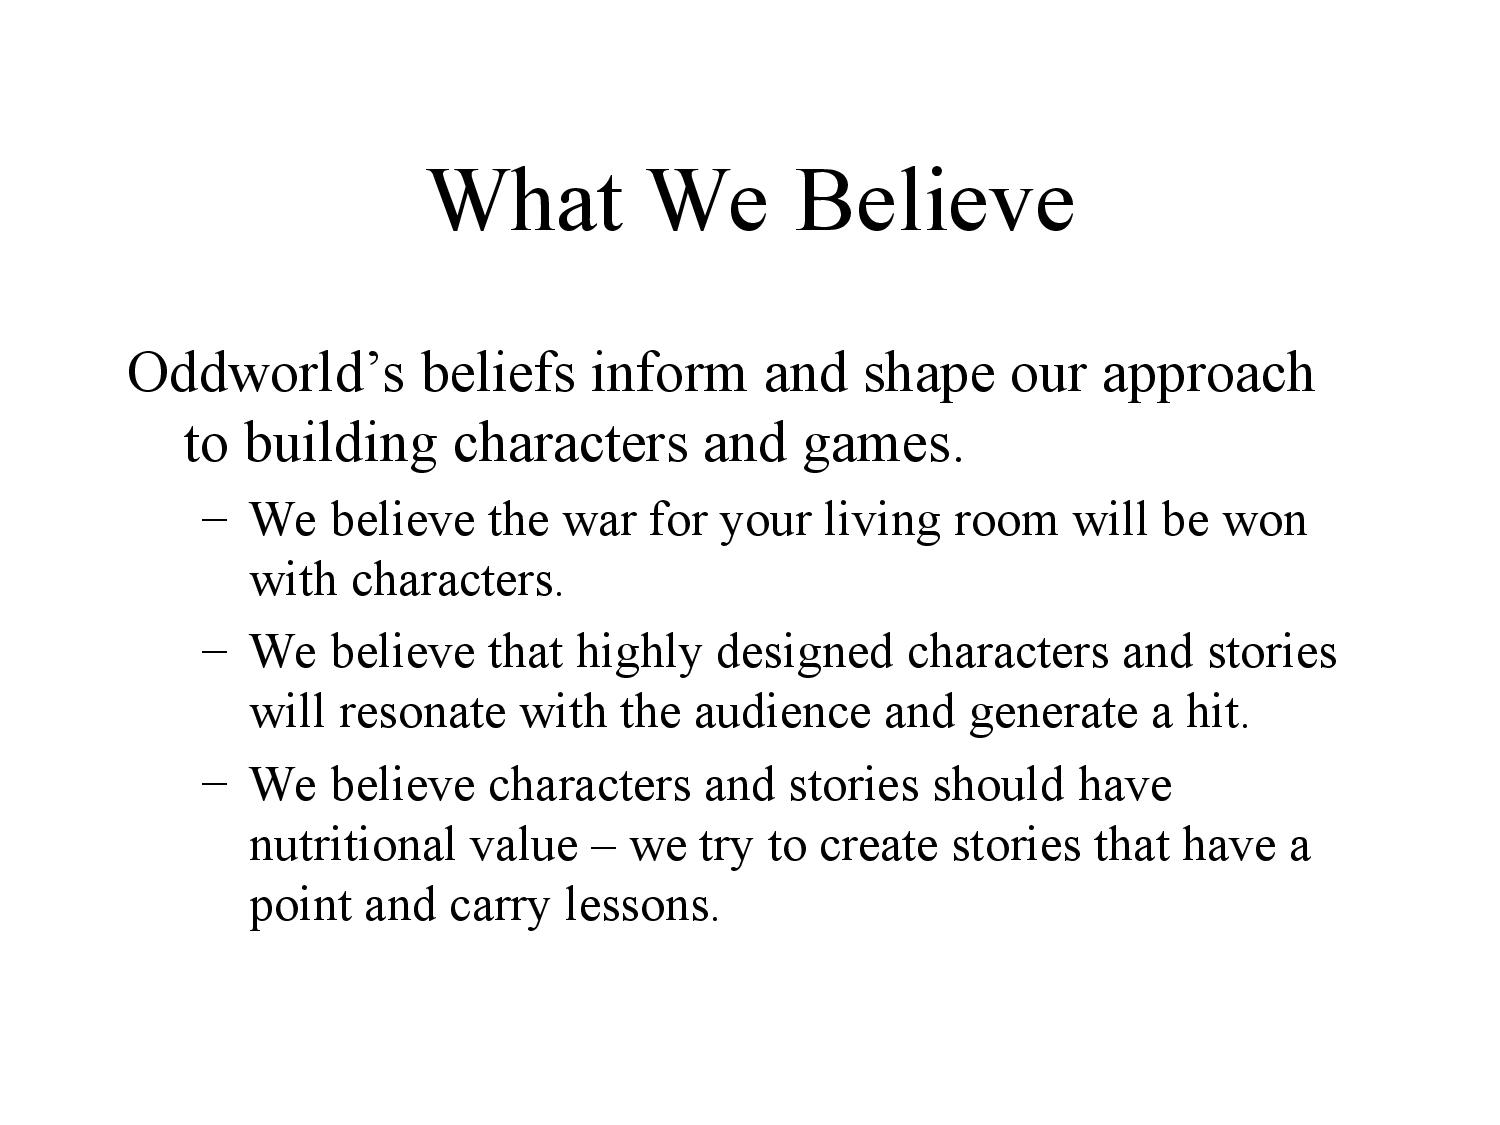 What We Believe
Oddworld’s beliefs inform and shape our approach
to building characters and games.
– We believe the war for your living room will be won
with characters.
– We believe that highly designed characters and stories
will resonate with the audience and generate a hit.
– We believe characters and stories should have
nutritional value – we try to create stories that have a
point and carry lessons.